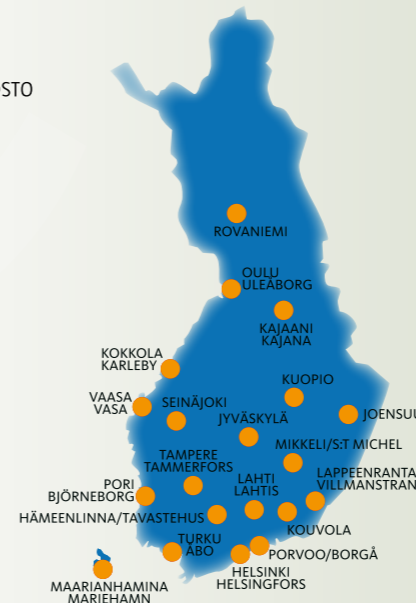 OSTO
ROVANIEMI
OULU
ULEÅBORG
KAJAANI
KAJANA
KOKKOLA
KARLEBY
KUOPIO
VAASA
VASA
SEINÄJOKI
JYVÄSKYLÄ
JOENSUU
MIKKELI/S:T MICHEL
TAMPERE
TAMMERFORS
LAHTI
LAHTIS
LAPPEENRANTA
VILLMANSTRAN
PORI
BJÖRNEBORG
HÄMEENLINNA/TAVASTEHUS
KOUVOLA
TURKU
ÅBO
PORVOO/BORGÅ
HELSINKI
HELSINGFORS
MAARIANHAMINA
MARIEHAMN